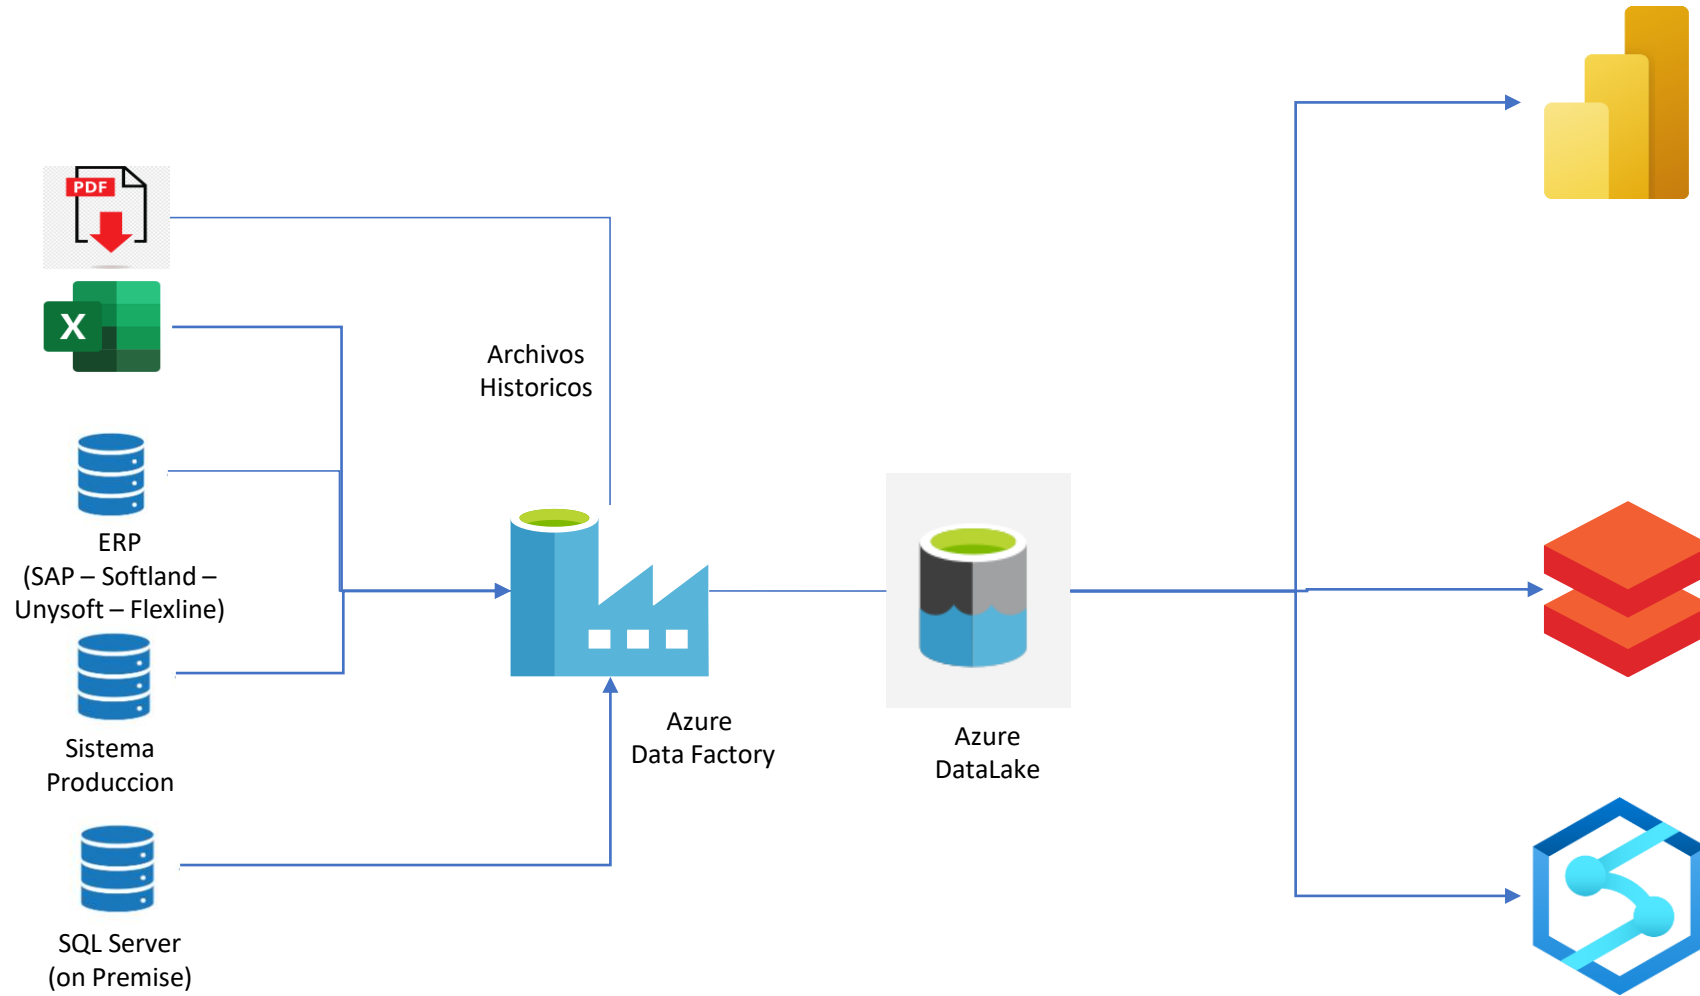 PDF
X
Archivos
Historicos
ERP
(SAP – Softland –
Unysoft – Flexline)
Sistema
Produccion
SQL Server
(on Premise)
Azure
Data Factory
Azure
DataLake